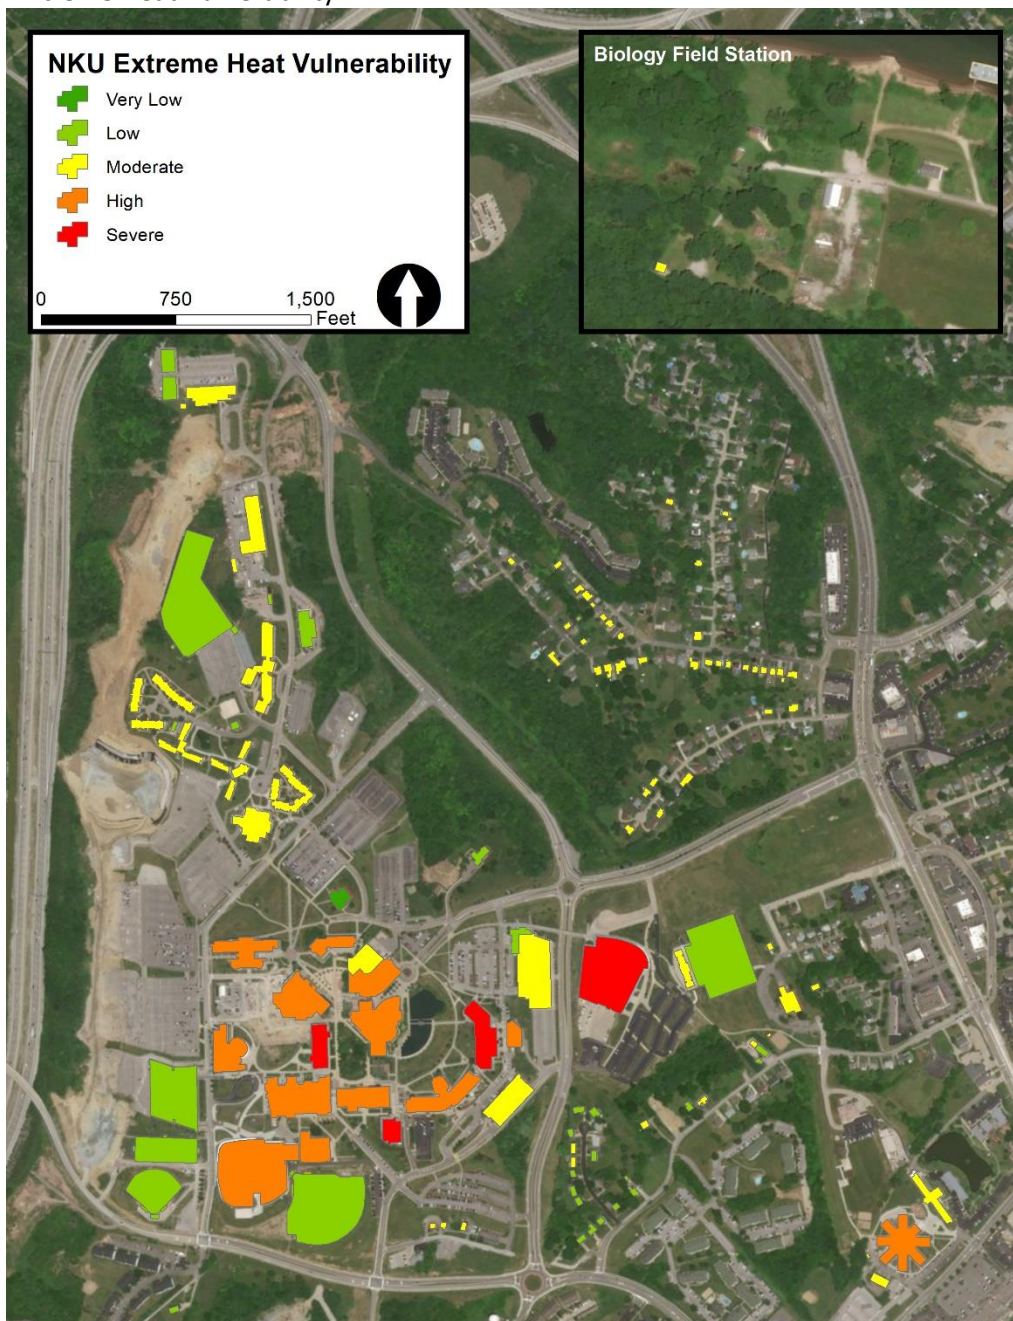 NKU Extreme Heat Vulnerability
Very Low
Low
Moderate
High
Severe
0 750 1,500
Feet
Biology Field Station